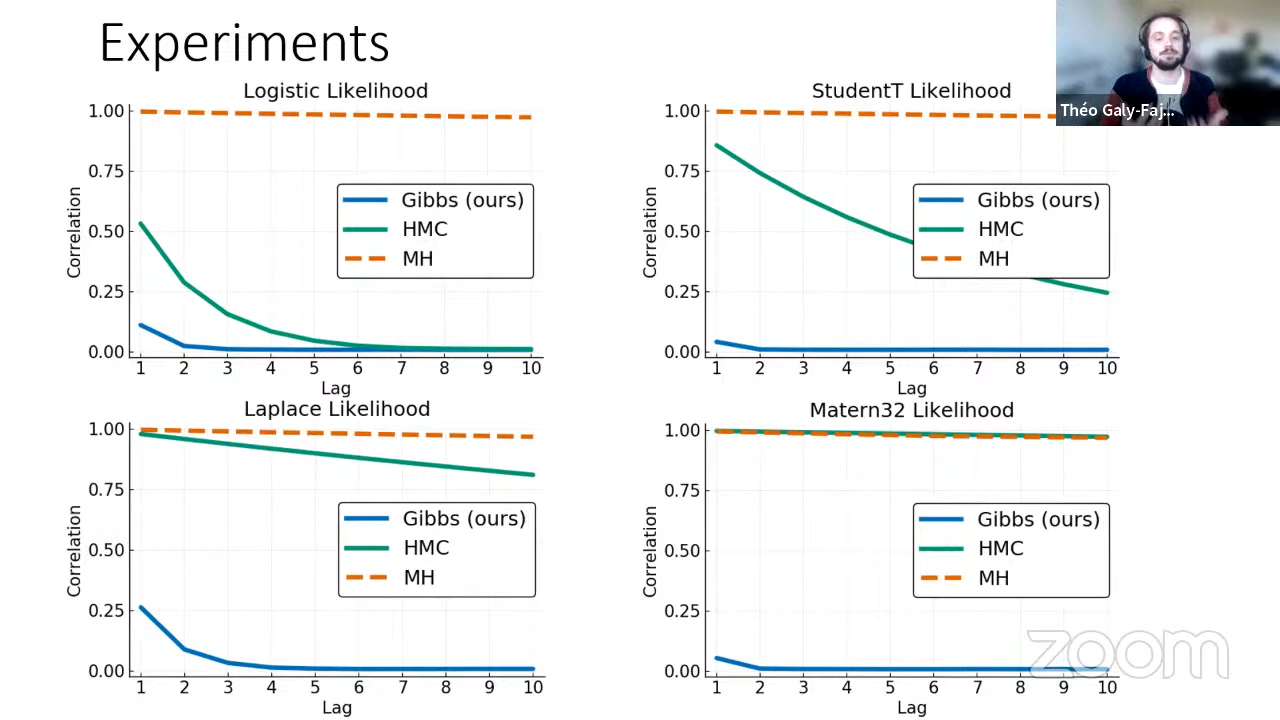 Experiments
Théo Galy-Faj...
Logistic Likelihood
1.00
0.75
0.50
0.25
0.00
Correlation
Gibbs (ours)
HMC
MH
1 2 3 4 5 6 7 8 9 10
Lag
StudentT Likelihood
1.00
0.75
0.50
0.25
0.00
Correlation
Gibbs (ours)
HMC
MH
1 2 3 4 5 6 7 8 9 10
Lag
Laplace Likelihood
1.00
0.75
0.50
0.25
0.00
Correlation
Gibbs (ours)
HMC
MH
1 2 3 4 5 6 7 8 9 10
Lag
Matern32 Likelihood
1.00
0.75
0.50
0.25
0.00
Correlation
Gibbs (ours)
HMC
MH
1 2 3 4 5 6 7 8 9 10
Lag
zoom